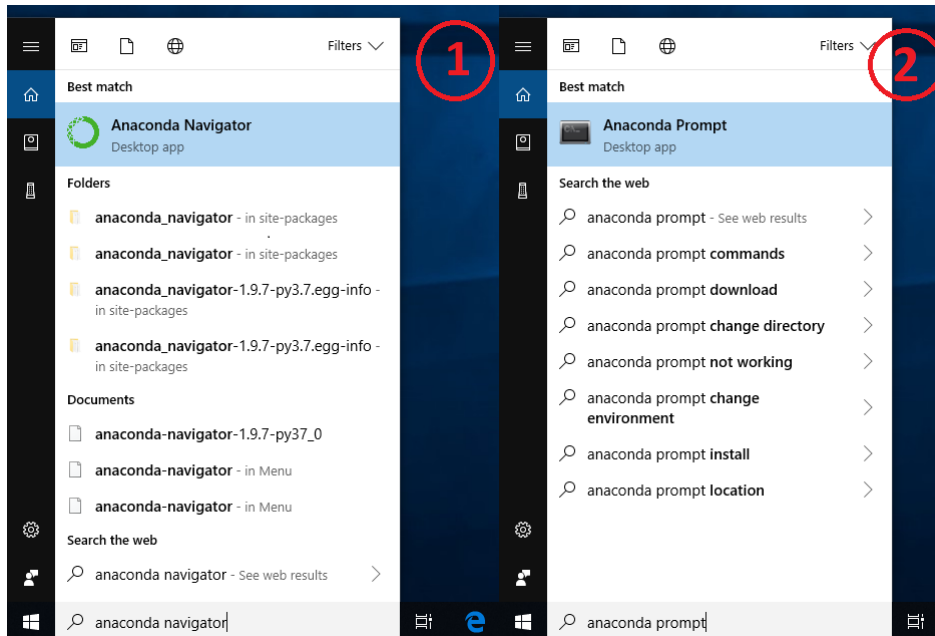 Filters
1
Best match
Anaconda Navigator
Desktop app
Folders
anaconda_navigator - in site-packages
anaconda_navigator - in site-packages
anaconda_navigator-1.9.7-py3.7.egg-info -
in site-packages
anaconda_navigator-1.9.7-py3.7.egg-info -
in site-packages
Documents
anaconda-navigator-1.9.7-py37_0
anaconda-navigator - in Menu
anaconda-navigator - in Menu
Search the web
anaconda navigator - See web results
anaconda navigator
Filters
2
Best match
Anaconda Prompt
Desktop app
Search the web
anaconda prompt - See web results
anaconda prompt commands
anaconda prompt download
anaconda prompt change directory
anaconda prompt not working
anaconda prompt change
environment
anaconda prompt install
anaconda prompt location
anaconda prompt